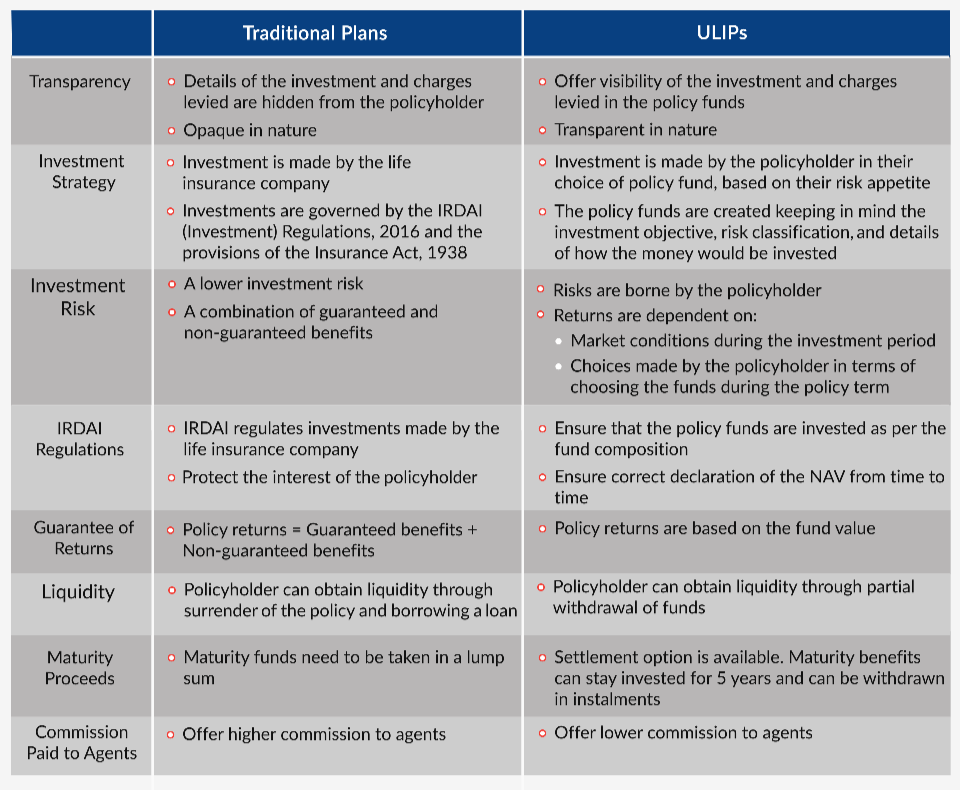 Traditional Plans
ULIPs
Transparency
Details of the investment and charges
levied are hidden from the policyholder
Opaque in nature
Offer visibility of the investment and charges
levied in the policy funds
Transparent in nature
Investment
Strategy
Investment is made by the life
insurance company
Investments are governed by the IRDAI
(Investment) Regulations, 2016 and the
provisions of the Insurance Act, 1938
Investment is made by the policyholder in their
choice of policy fund, based on their risk appetite
The policy funds are created keeping in mind the
investment objective, risk classification, and details
of how the money would be invested
Investment
Risk
A lower investment risk
A combination of guaranteed and
non-guaranteed benefits
Risks are borne by the policyholder
Returns are dependent on:
Market conditions during the investment period
Choices made by the policyholder in terms of
choosing the funds during the policy term
IRDAI
Regulations
IRDAI regulates investments made by the
life insurance company
Protect the interest of the policyholder
Ensure that the policy funds are invested as per the
fund composition
Ensure correct declaration of the NAV from time to
time
Guarantee of
Returns
Policy returns = Guaranteed benefits +
Non-guaranteed benefits
Policy returns are based on the fund value
Liquidity
Policyholder can obtain liquidity through
surrender of the policy and borrowing a loan
Policyholder can obtain liquidity through partial
withdrawal of funds
Maturity
Proceeds
Maturity funds need to be taken in a lump
sum
Settlement option is available. Maturity benefits
can stay invested for 5 years and can be withdrawn
in instalments
Commission
Paid to Agents
Offer higher commission to agents
Offer lower commission to agents